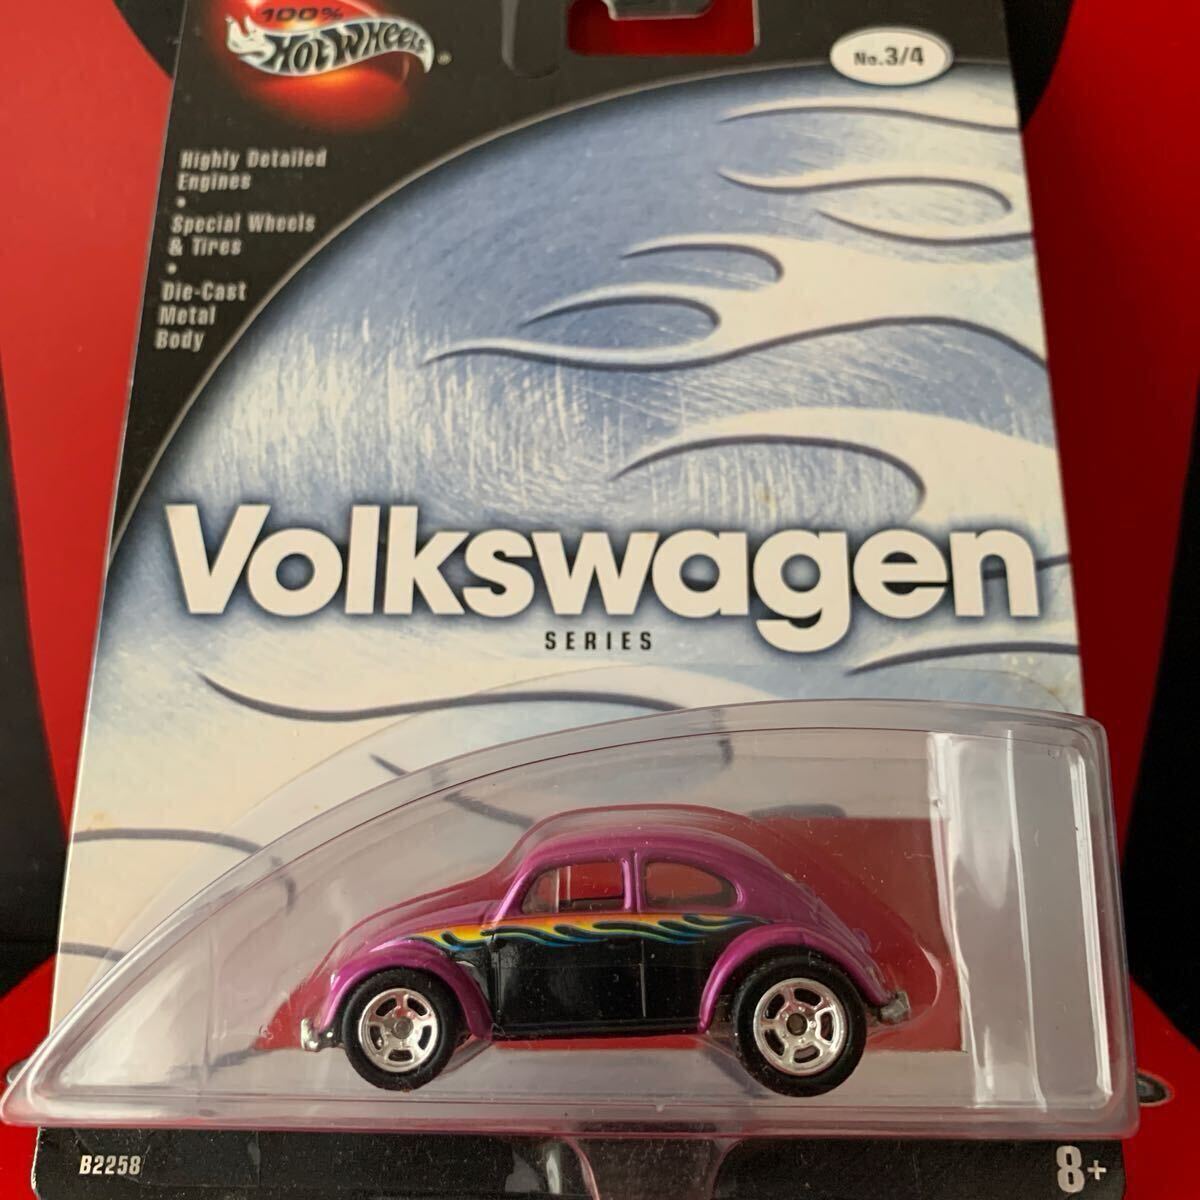 100%
Hot Wheels
No.3/4
Highly Detailed
Engines
•
Special Wheels
& Tires
•
Die-Cast
Metal
Body
Volkswagen
SERIES
B2258
8+